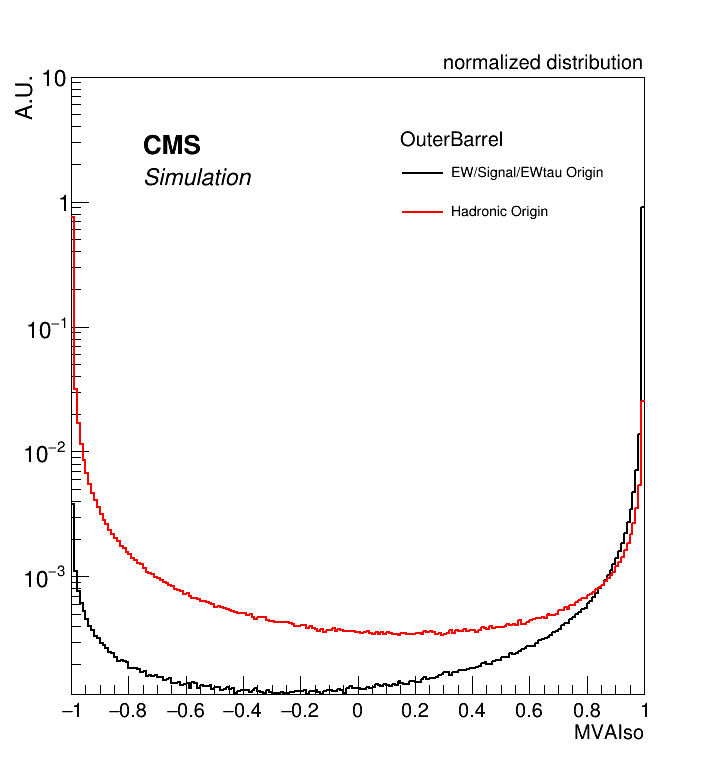 normalized distribution
A.U.
10
CMS
Simulation
OuterBarrel
EW/Signal/EWtau Origin
Hadronic Origin
1
10⁻¹
10⁻²
10⁻³
−1 −0.8 −0.6 −0.4 −0.2 0 0.2 0.4 0.6 0.8 1
MVAIso